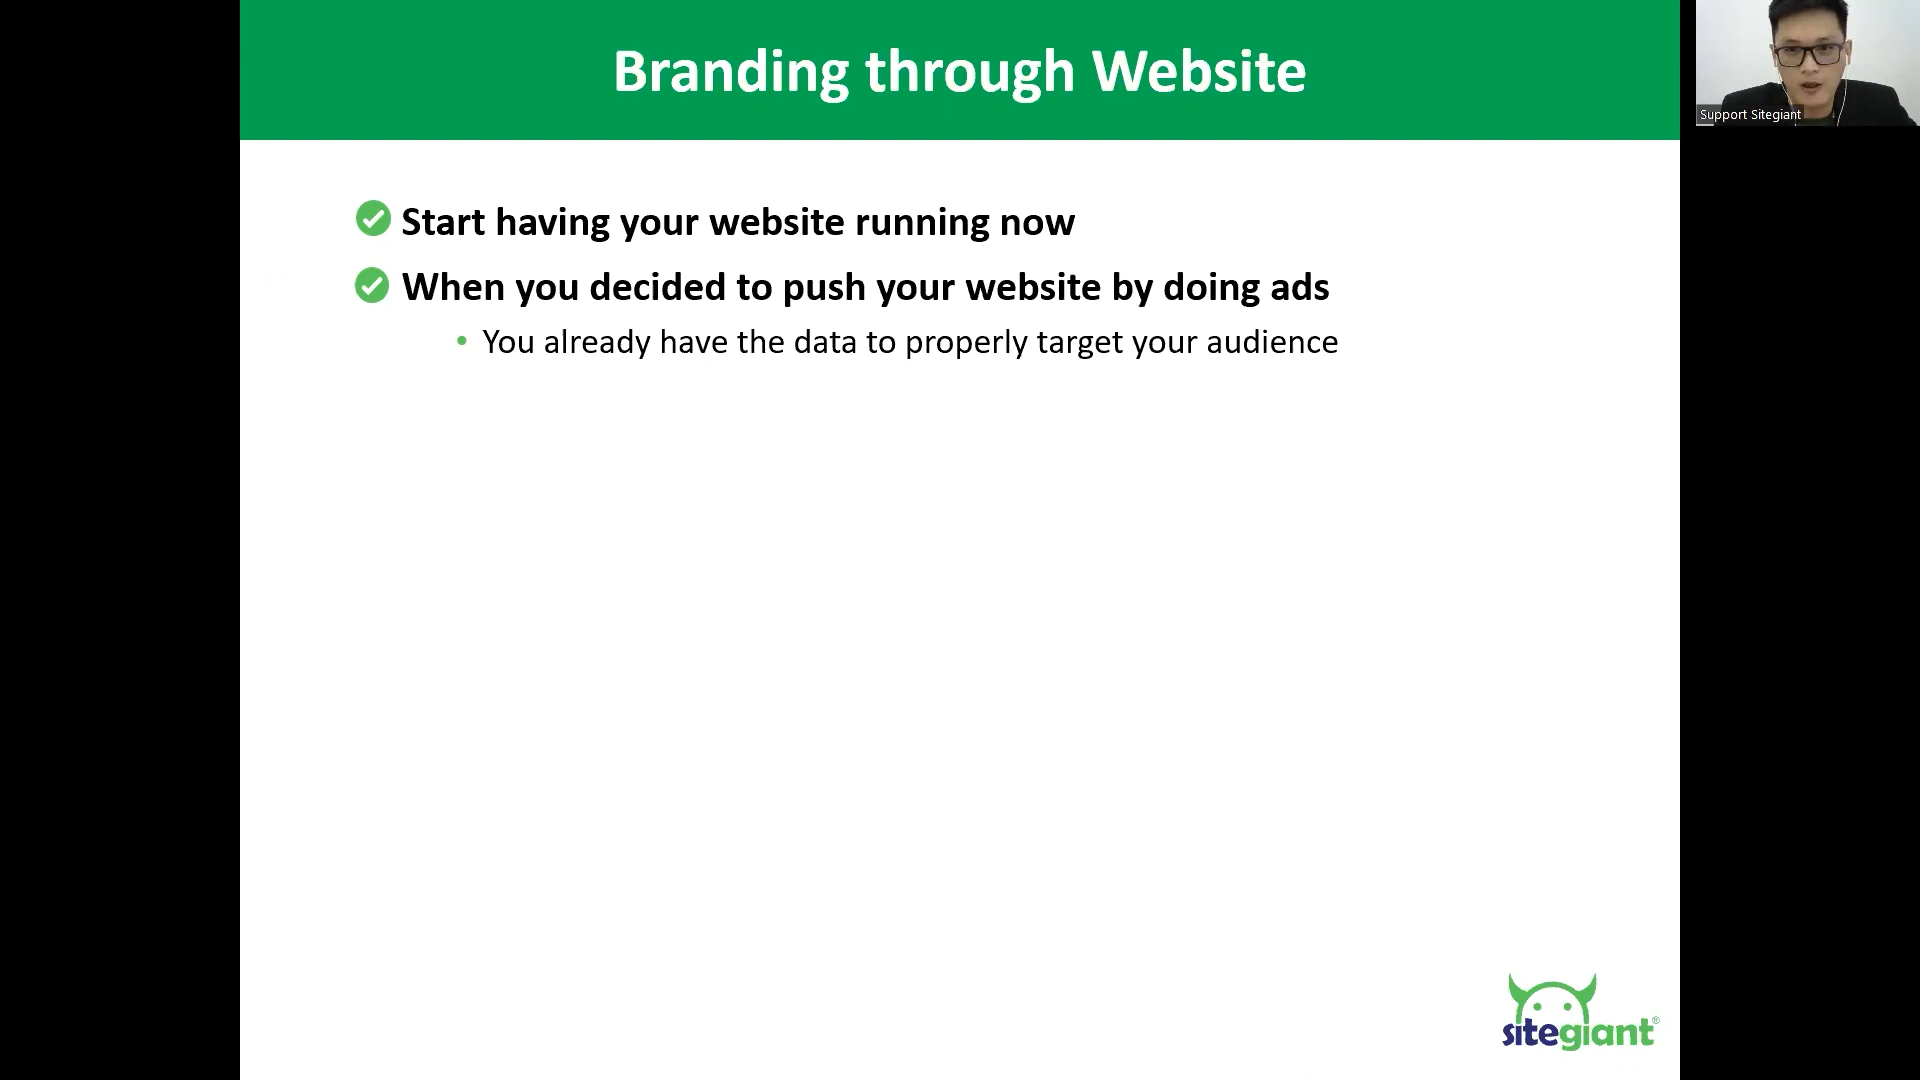 Branding through Website
Support Sitegiant
Start having your website running now
When you decided to push your website by doing ads
• You already have the data to properly target your audience
sitegiant®